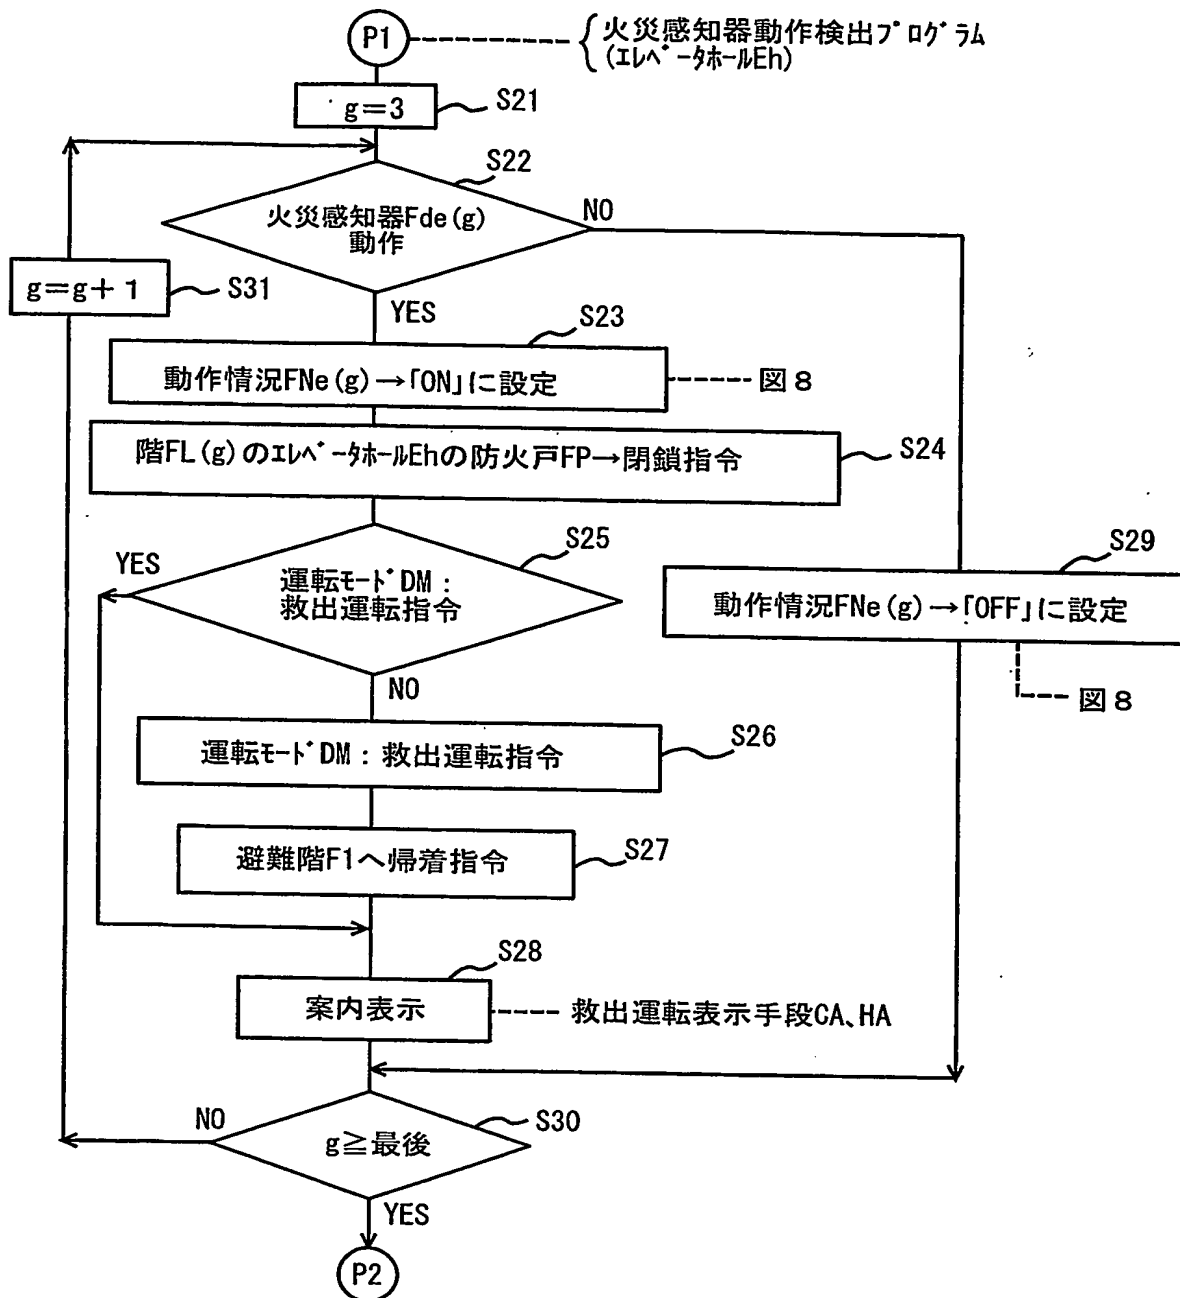 P1
火災感知器動作検出プログラム
(エレベータホールEh)
g=3
S21
S22
火災感知器Fde(g)
動作
NO
YES
g=g+1
S31
S23
動作情況FNe(g)→「ON」に設定
図8
階FL(g)のエレベータホールEhの防火戸FP→閉鎖指令
S24
S25
YES
運転モードDM:
救出運転指令
NO
S29
動作情況FNe(g)→「OFF」に設定
図8
運転モードDM:救出運転指令
S26
避難階F1へ帰着指令
S27
S28
案内表示
救出運転表示手段CA、HA
NO
g≧最後
S30
YES
P2